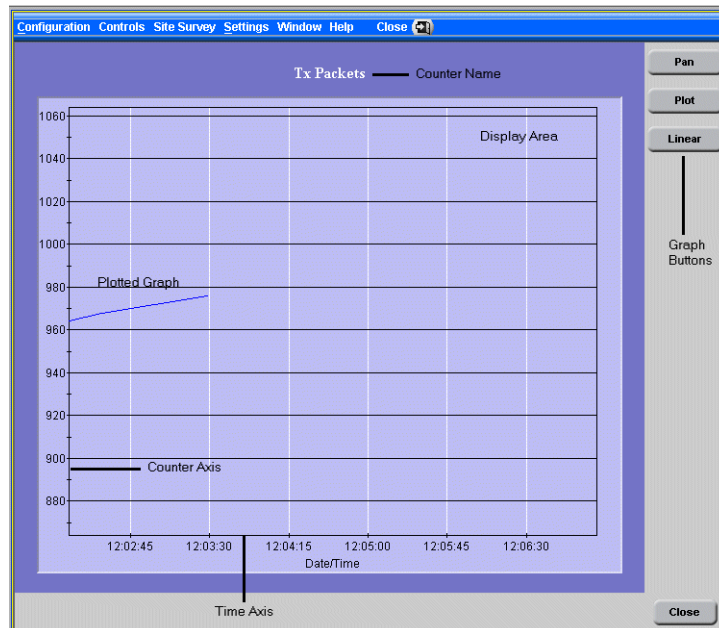 Configuration Controls Site Survey Settings Window Help Close
Tx Packets Counter Name
Pan
Plot
Linear
Graph
Buttons
Display Area
1060
1040
1020
1000
980
960
940
920
900
880
Plotted Graph
Counter Axis
12:02:45 12:03:30 12:04:15 12:05:00 12:05:45 12:06:30
Date/Time
Time Axis
Close